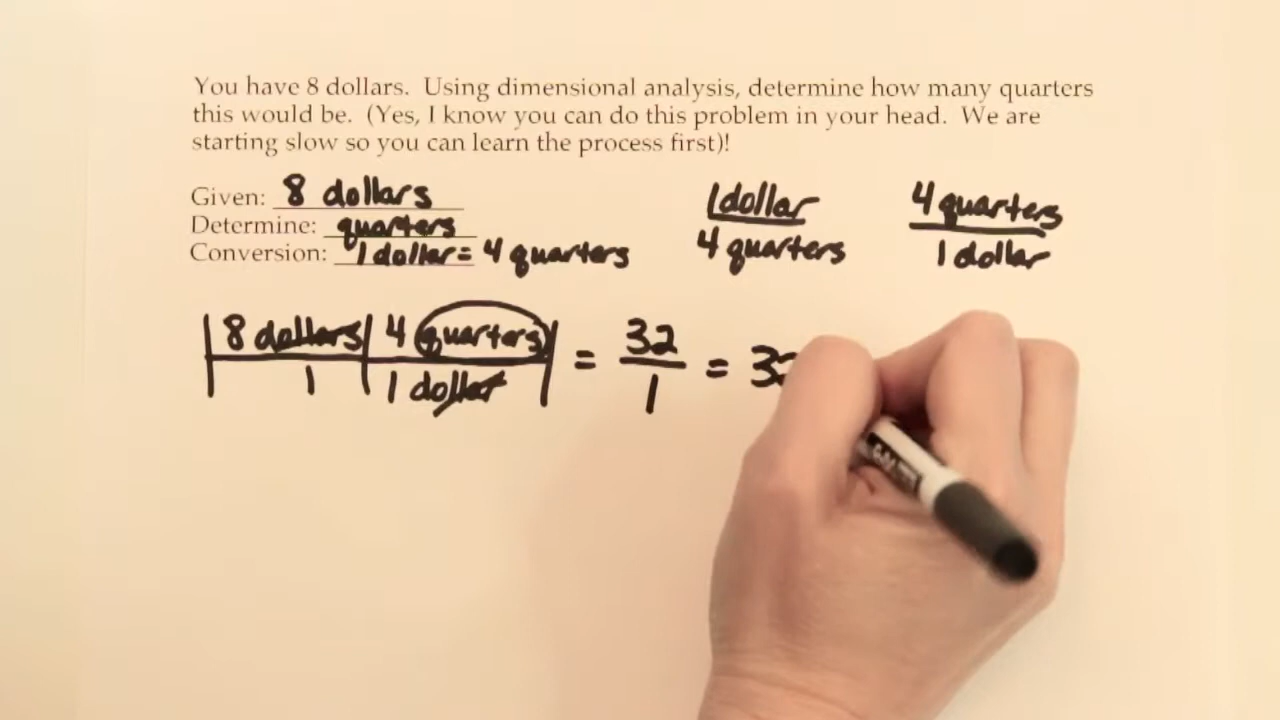 You have 8 dollars. Using dimensional analysis, determine how many quarters
this would be. (Yes, I know you can do this problem in your head. We are
starting slow so you can learn the process first)!
Given: 8 dollars
Determine: quarters
Conversion: 1 dollar = 4 quarters
1 dollar
4 quarters
4 quarters
1 dollar
8 dollars 4 quarters = 32 = 32
1 1 dollar 1